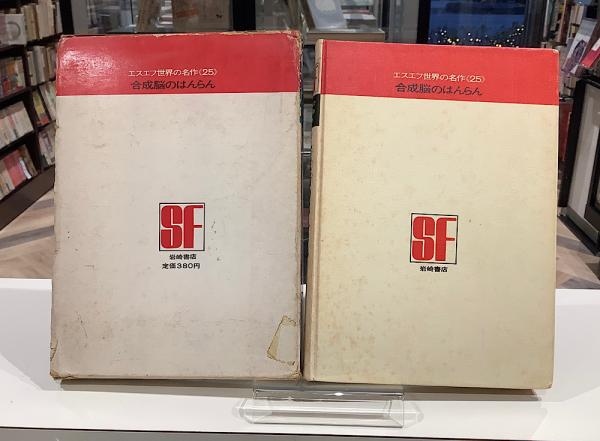 エスエフ世界の名作〈25〉
合成脳のはんらん
SF
岩崎書店
定価380円
エスエフ世界の名作〈25〉
合成脳のはんらん
SF
岩崎書店